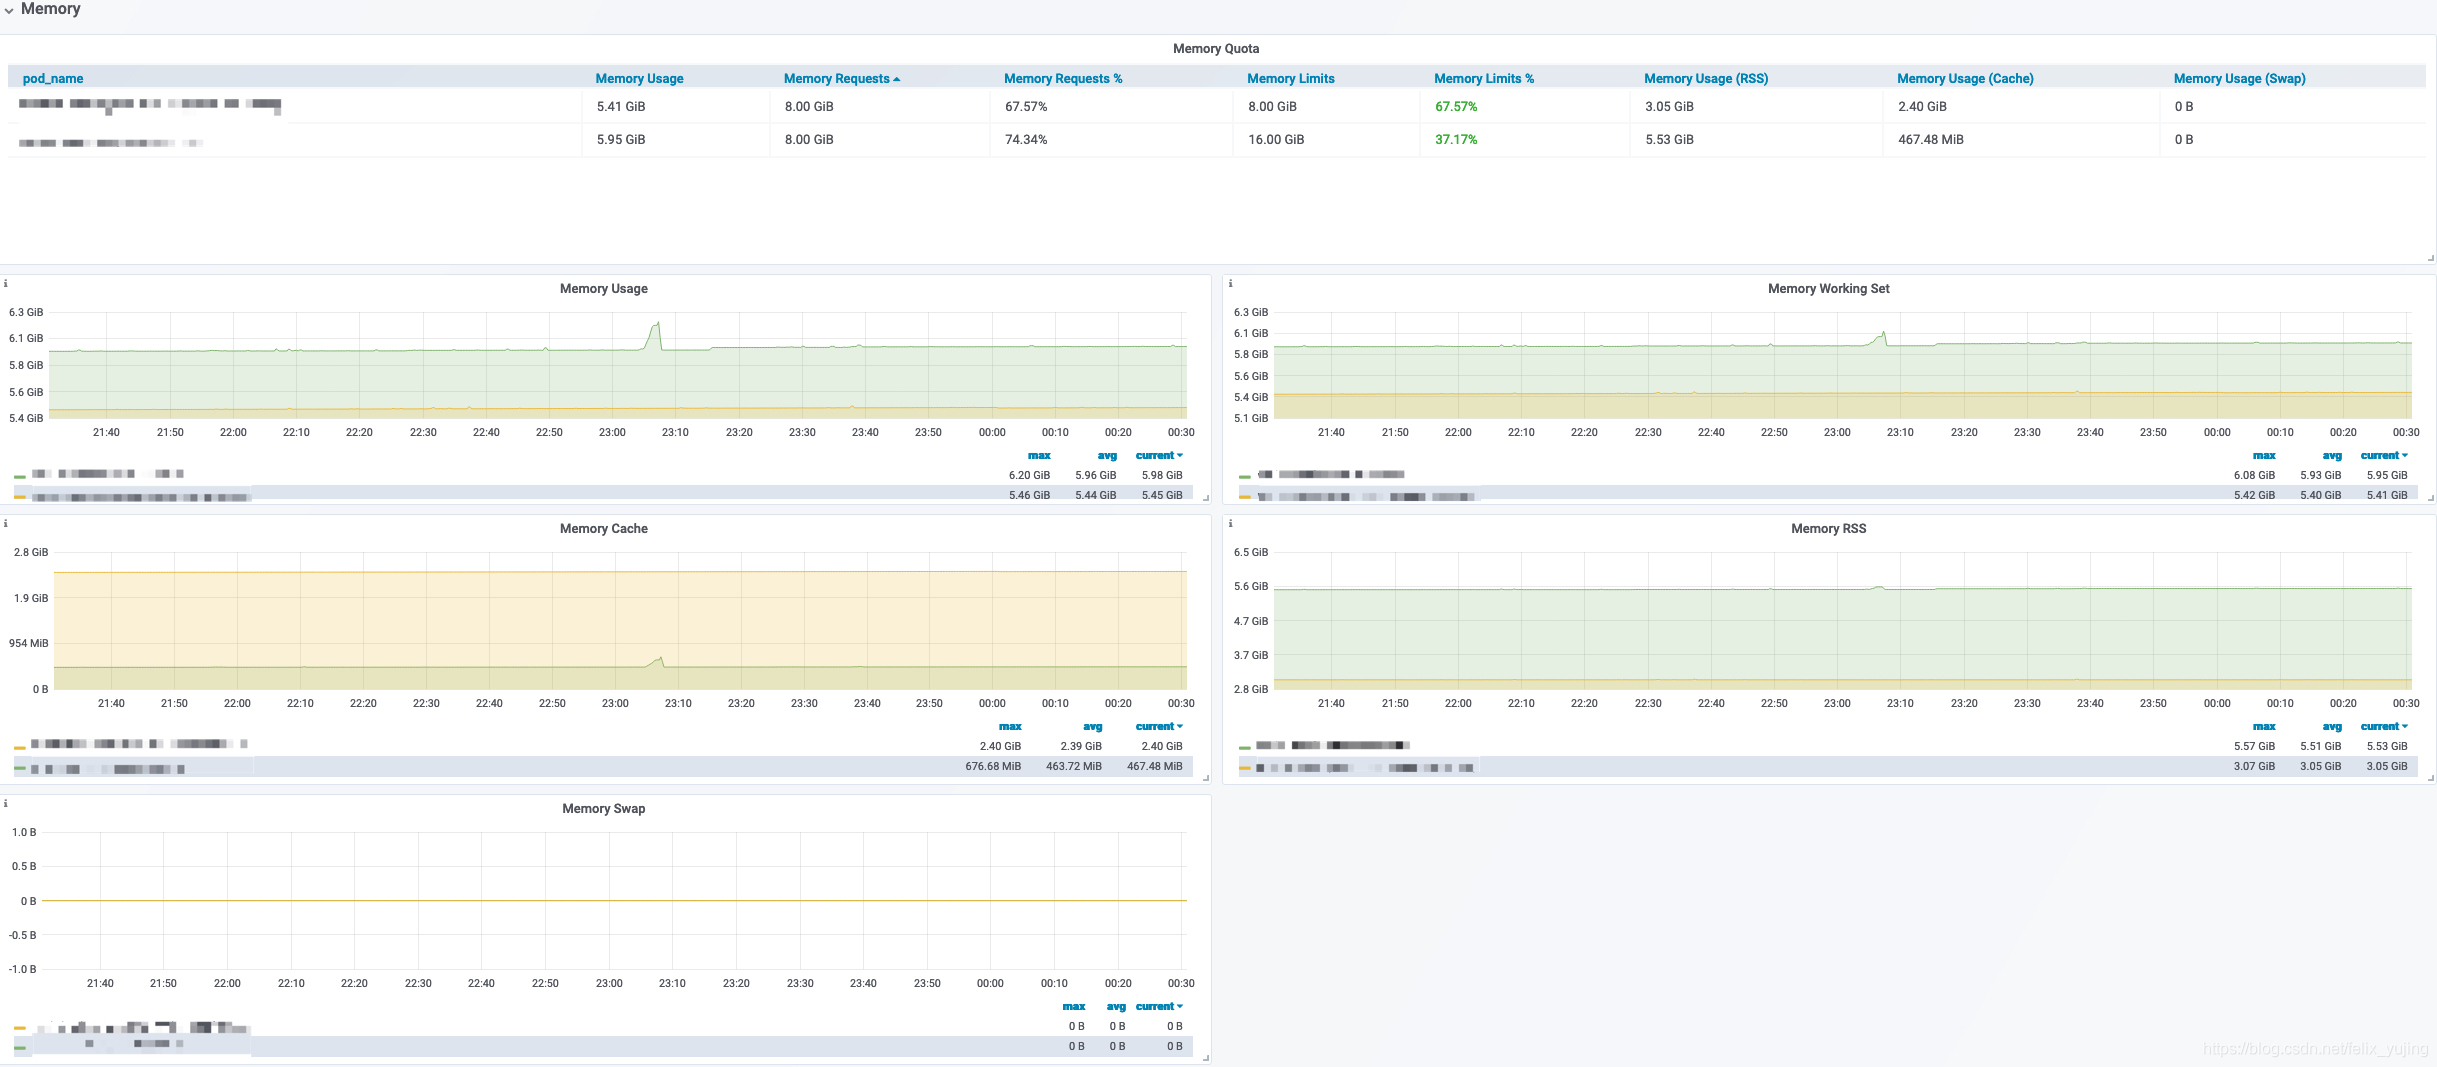 Memory
Memory Quota
pod_name Memory Usage Memory Requests Memory Requests % Memory Limits Memory Limits % Memory Usage (RSS) Memory Usage (Cache) Memory Usage (Swap)
5.41 GiB 8.00 GiB 67.57% 8.00 GiB 67.57% 3.05 GiB 2.40 GiB 0 B
5.95 GiB 8.00 GiB 74.34% 16.00 GiB 37.17% 5.53 GiB 467.48 MiB 0 B
i
Memory Usage
6.3 GiB
6.1 GiB
5.8 GiB
5.6 GiB
5.4 GiB
21:40 21:50 22:00 22:10 22:20 22:30 22:40 22:50 23:00 23:10 23:20 23:30 23:40 23:50 00:00 00:10 00:20 00:30
max avg current
6.20 GiB 5.96 GiB 5.98 GiB
5.46 GiB 5.44 GiB 5.45 GiB
i
Memory Working Set
6.3 GiB
6.1 GiB
5.8 GiB
5.6 GiB
5.4 GiB
5.1 GiB
21:40 21:50 22:00 22:10 22:20 22:30 22:40 22:50 23:00 23:10 23:20 23:30 23:40 23:50 00:00 00:10 00:20 00:30
max avg current
6.08 GiB 5.93 GiB 5.95 GiB
5.42 GiB 5.40 GiB 5.41 GiB
i
Memory Cache
2.8 GiB
1.9 GiB
954 MiB
0 B
21:40 21:50 22:00 22:10 22:20 22:30 22:40 22:50 23:00 23:10 23:20 23:30 23:40 23:50 00:00 00:10 00:20 00:30
max avg current
2.40 GiB 2.39 GiB 2.40 GiB
676.68 MiB 463.72 MiB 467.48 MiB
i
Memory RSS
6.5 GiB
5.6 GiB
4.7 GiB
3.7 GiB
2.8 GiB
21:40 21:50 22:00 22:10 22:20 22:30 22:40 22:50 23:00 23:10 23:20 23:30 23:40 23:50 00:00 00:10 00:20 00:30
max avg current
5.57 GiB 5.51 GiB 5.53 GiB
3.07 GiB 3.05 GiB 3.05 GiB
i
Memory Swap
1.0 B
0.5 B
0 B
-0.5 B
-1.0 B
21:40 21:50 22:00 22:10 22:20 22:30 22:40 22:50 23:00 23:10 23:20 23:30 23:40 23:50 00:00 00:10 00:20 00:30
max avg current
0 B 0 B 0 B
0 B 0 B 0 B
https://blog.csdn.net/felix_yujing